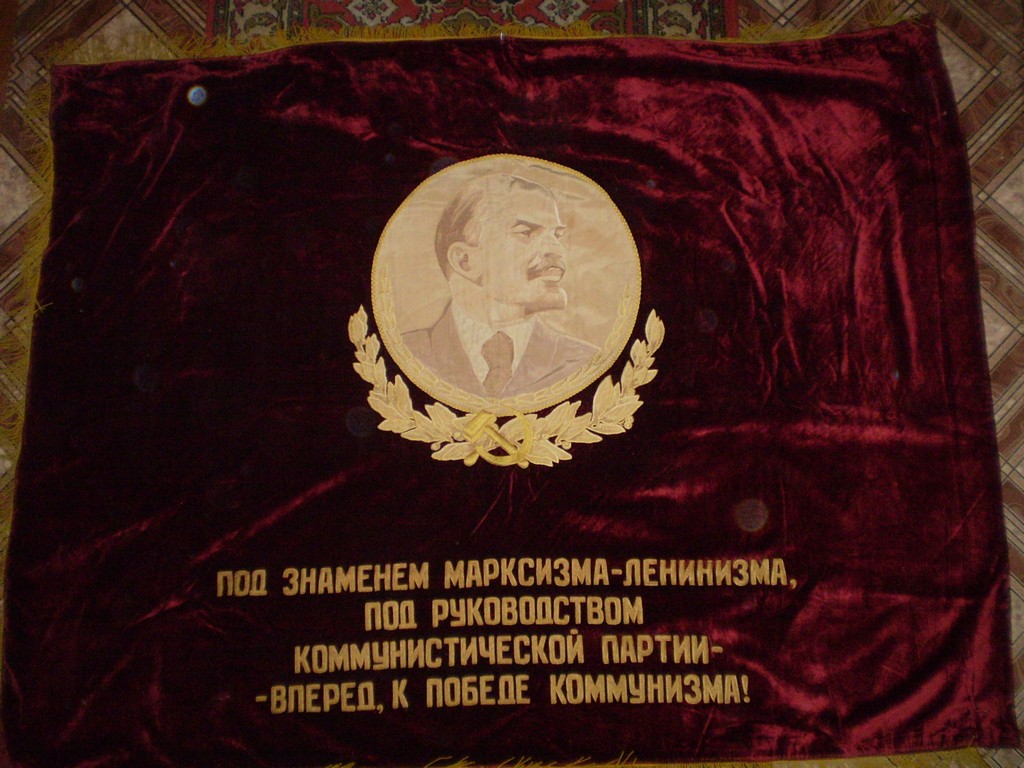 ПОД ЗНАМЕНЕМ МАРКСИЗМА-ЛЕНИНИЗМА,
ПОД РУКОВОДСТВОМ
КОММУНИСТИЧЕСКОЙ ПАРТИИ-
-ВПЕРЕД, К ПОБЕДЕ КОММУНИЗМА!